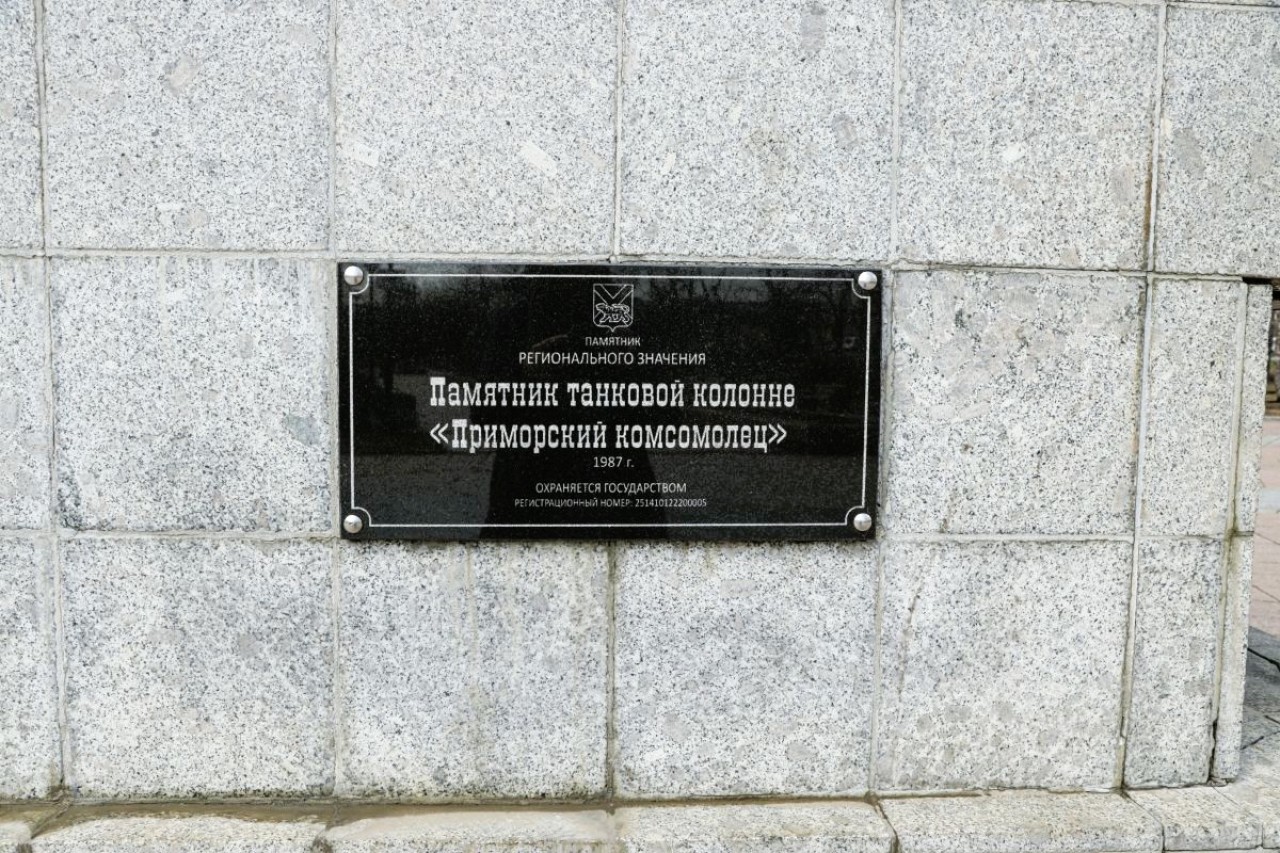 ПАМЯТНИК
РЕГИОНАЛЬНОГО ЗНАЧЕНИЯ
Памятник танковой колонне
«Приморский комсомолец»
1987 г.
ОХРАНЯЕТСЯ ГОСУДАРСТВОМ
РЕГИСТРАЦИОННЫЙ НОМЕР: 251410122200005